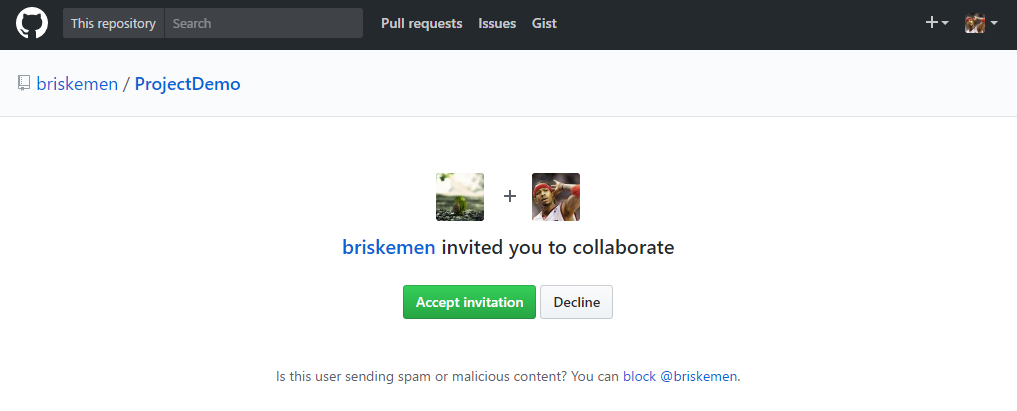 This repository Search Pull requests Issues Gist
briskemen / ProjectDemo
+
briskemen invited you to collaborate
Accept invitation Decline
Is this user sending spam or malicious content? You can block @briskemen.